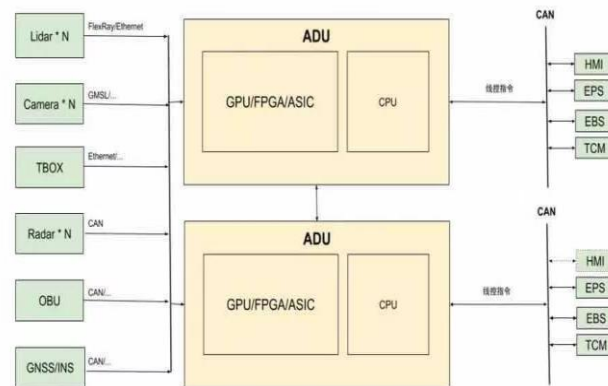 Lidar * N
FlexRay/Ethernet
Camera * N
GMSL/...
TBOX
Ethernet/...
Radar * N
CAN
OBU
CAN/...
GNSS/INS
CAN/...
ADU
GPU/FPGA/ASIC
CPU
线控指令
CAN
HMI
EPS
EBS
TCM
ADU
GPU/FPGA/ASIC
CPU
线控指令
CAN
HMI
EPS
EBS
TCM